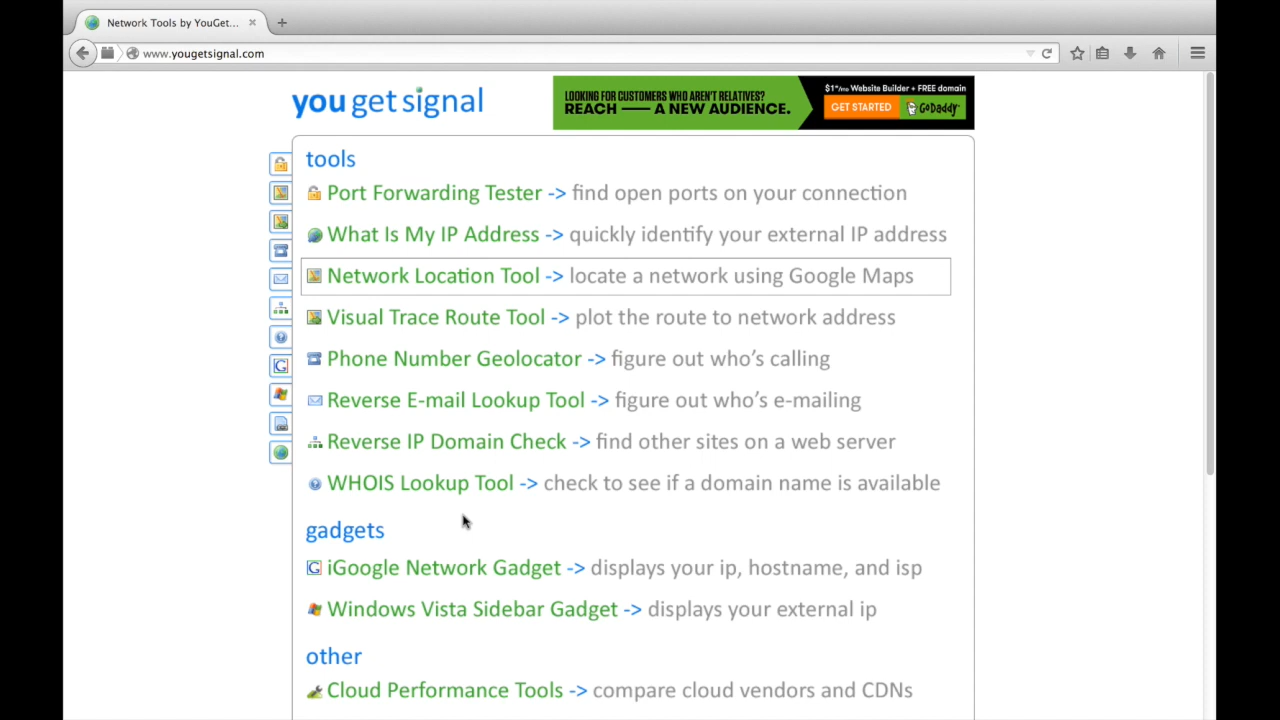 Network Tools by YouGet...
www.yougetsignal.com
you get signal
LOOKING FOR CUSTOMERS WHO AREN'T RELATIVES?
REACH — A NEW AUDIENCE.
$1*/mo Website Builder + FREE domain
GET STARTED
GoDaddy
tools
Port Forwarding Tester -> find open ports on your connection
What Is My IP Address -> quickly identify your external IP address
Network Location Tool -> locate a network using Google Maps
Visual Trace Route Tool -> plot the route to network address
Phone Number Geolocator -> figure out who's calling
Reverse E-mail Lookup Tool -> figure out who's e-mailing
Reverse IP Domain Check -> find other sites on a web server
WHOIS Lookup Tool -> check to see if a domain name is available
gadgets
iGoogle Network Gadget -> displays your ip, hostname, and isp
Windows Vista Sidebar Gadget -> displays your external ip
other
Cloud Performance Tools -> compare cloud vendors and CDNs